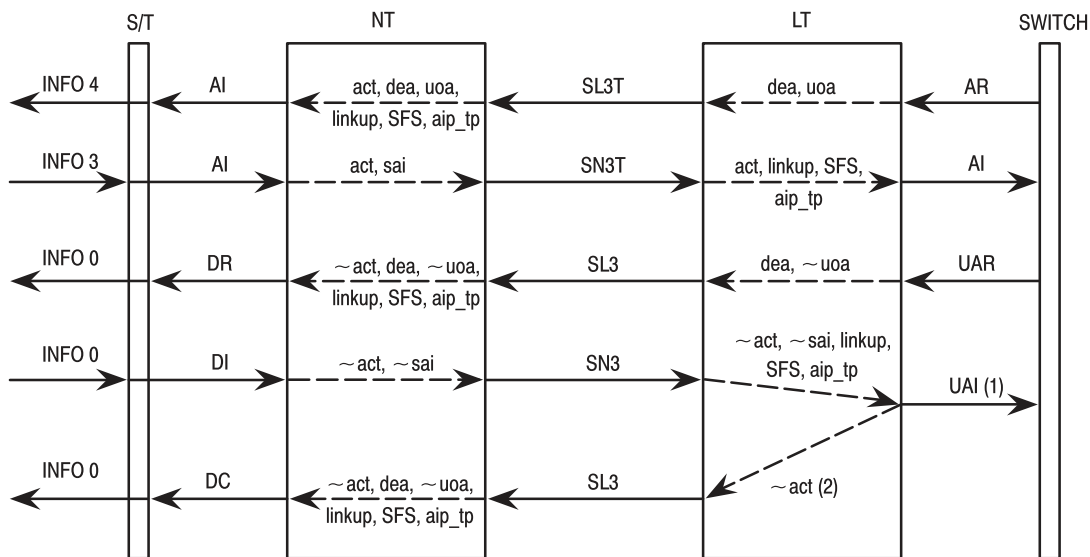 S/T NT LT SWITCH
INFO 4 AI act, dea, uoa, SL3T dea, uoa AR
linkup, SFS, aip_tp
INFO 3 AI act, sai SN3T act, linkup, SFS, AI
aip_tp
INFO 0 DR ~act, dea, ~uoa, SL3 dea, ~uoa UAR
linkup, SFS, aip_tp
INFO 0 DI ~act, ~sai SN3 ~act, ~sai, linkup,
SFS, aip_tp
UAI (1)
INFO 0 DC ~act, dea, ~uoa, SL3 ~act (2)
linkup, SFS, aip_tp